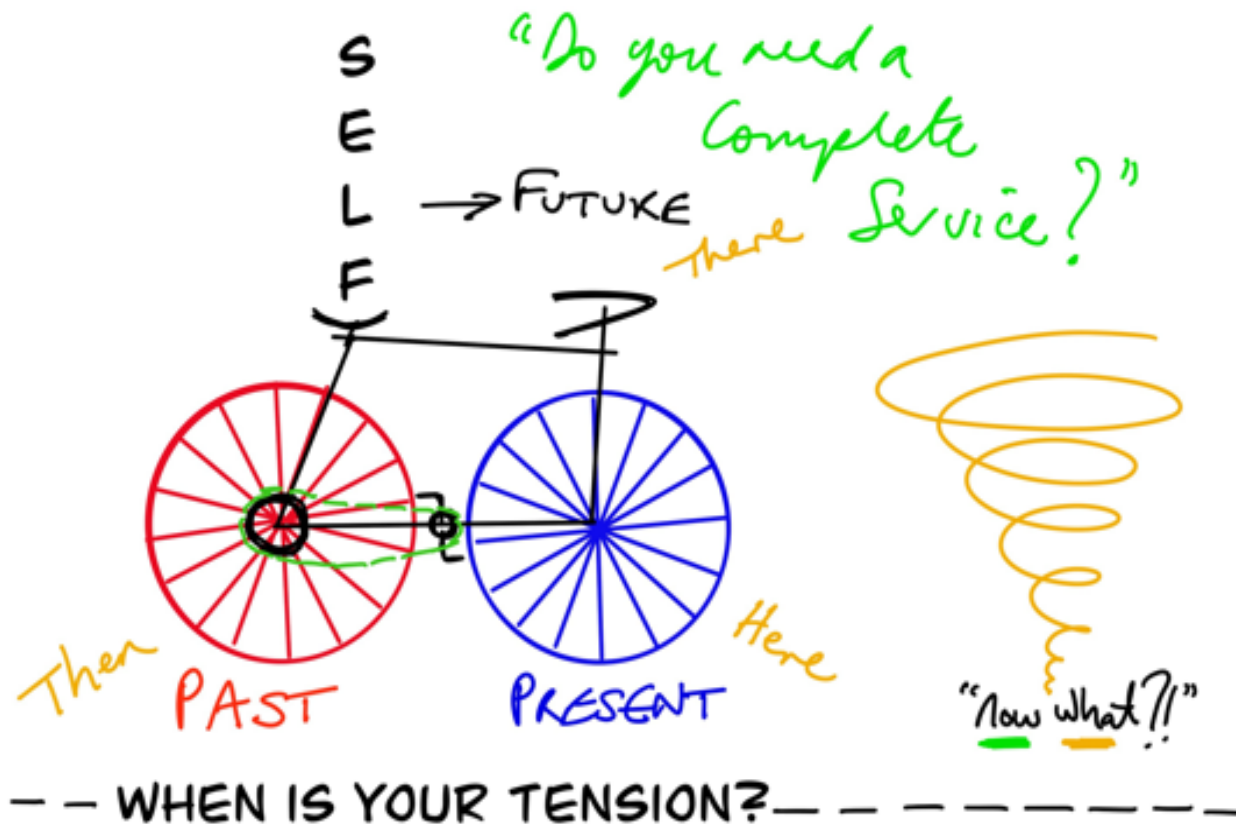 S
E
L
F
"Do you need a
Complete
Service?"
→ FUTURE
There
Then
PAST
PRESENT
Here
"Now what?!"
WHEN IS YOUR TENSION?